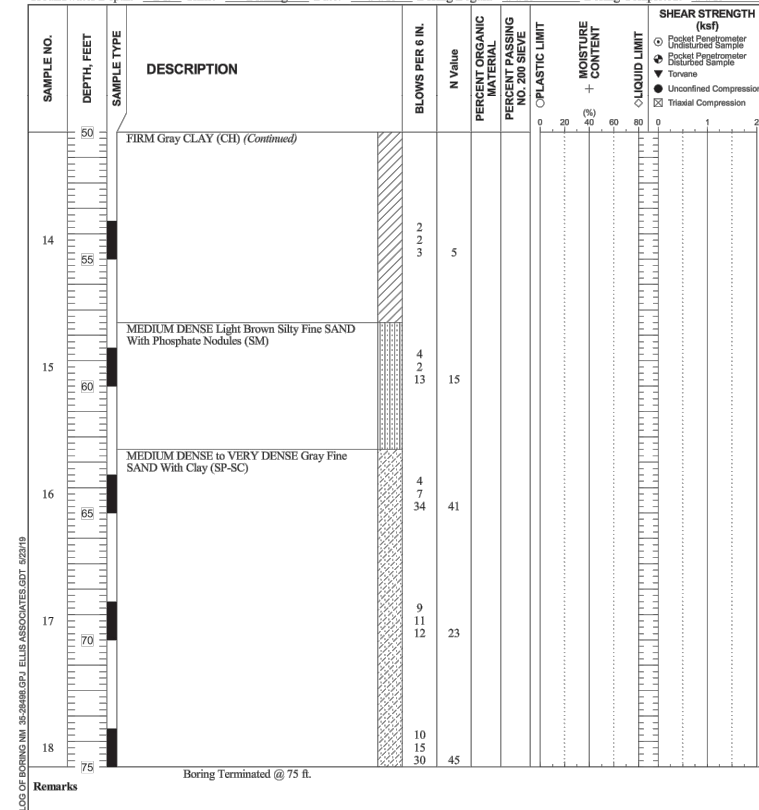 SAMPLE NO.
DEPTH, FEET
SAMPLE TYPE
DESCRIPTION
BLOWS PER 6 IN.
N Value
PERCENT ORGANIC
MATERIAL
PERCENT PASSING
NO. 200 SIEVE
PLASTIC LIMIT
MOISTURE
CONTENT
(%)
LIQUID LIMIT
0 20 40 60 80
SHEAR STRENGTH
(ksf)
Pocket Penetrometer
Undisturbed Sample
Pocket Penetrometer
Disturbed Sample
Torvane
Unconfined Compression
Triaxial Compression
0 1 2
50
FIRM Gray CLAY (CH) (Continued)
2
14 2
55 3 5
MEDIUM DENSE Light Brown Silty Fine SAND
With Phosphate Nodules (SM)
4
15 2
60 13 15
MEDIUM DENSE to VERY DENSE Gray Fine
SAND With Clay (SP-SC)
4
16 7
65 34 41
9
17 11
70 12 23
10
18 15
75 30 45
Boring Terminated @ 75 ft.
Remarks
LOG OF BORING NM 35-28498.GPJ ELLIS ASSOCIATES.GDT 5/23/19